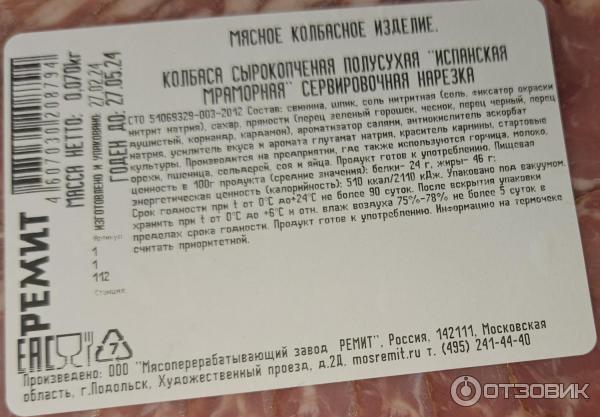 МЯСНОЕ КОЛБАСНОЕ ИЗДЕЛИЕ.
КОЛБАСА СЫРОКОПЧЕНАЯ ПОЛУСУХАЯ "ИСПАНСКАЯ
МРАМОРНАЯ" СЕРВИРОВОЧНАЯ НАРЕЗКА
СТО 51069329-003-2012 Состав: свинина, шпик, соль нитритная (соль, фиксатор окраски
нитрит натрия), сахар, пряности (перец зеленый горошек, чеснок, перец черный, перец
душистый, кориандр, кардамон), ароматизатор салями, антиокислитель аскорбат
натрия, усилитель вкуса и аромата глутамат натрия, краситель кармины, стартовые
культуры. Произведено на предприятии, где также используются горчица, молоко,
орехи, пшеница, сельдерей, соя и яйца. Продукт готов к употреблению. Пищевая
ценность в 100г продукта (средние значения): белки- 24 г, жиры- 46 г;
энергетическая ценность (калорийность): 510 ккал/2110 кДж. Упаковано под вакуумом.
Срок годности при t от 0°С до+24°С не более 90 суток. После вскрытия упаковки
хранить при t от 0°С до +6°С и отн. влаж воздуха 75%-78% не более 5 суток в
пределах срока годности. Продукт готов к употреблению. Информацию на термочеке
считать приоритетной.
4607030208794
МАССА НЕТТО: 0,070кг
ИЗГОТОВЛЕНО И УПАКОВАНО: 27.02.24
ГОДЕН ДО: 27.05.24
Артикул:
1
1
112
Станция:
РЕМИТ
EAC
7
Произведено: ООО "Мясоперерабатывающий завод РЕМИТ", Россия, 142111, Московская
область, г.Подольск, Художественный проезд, д.2Д. mosremit.ru т. (495) 241-44-40
ОТЗОВИК